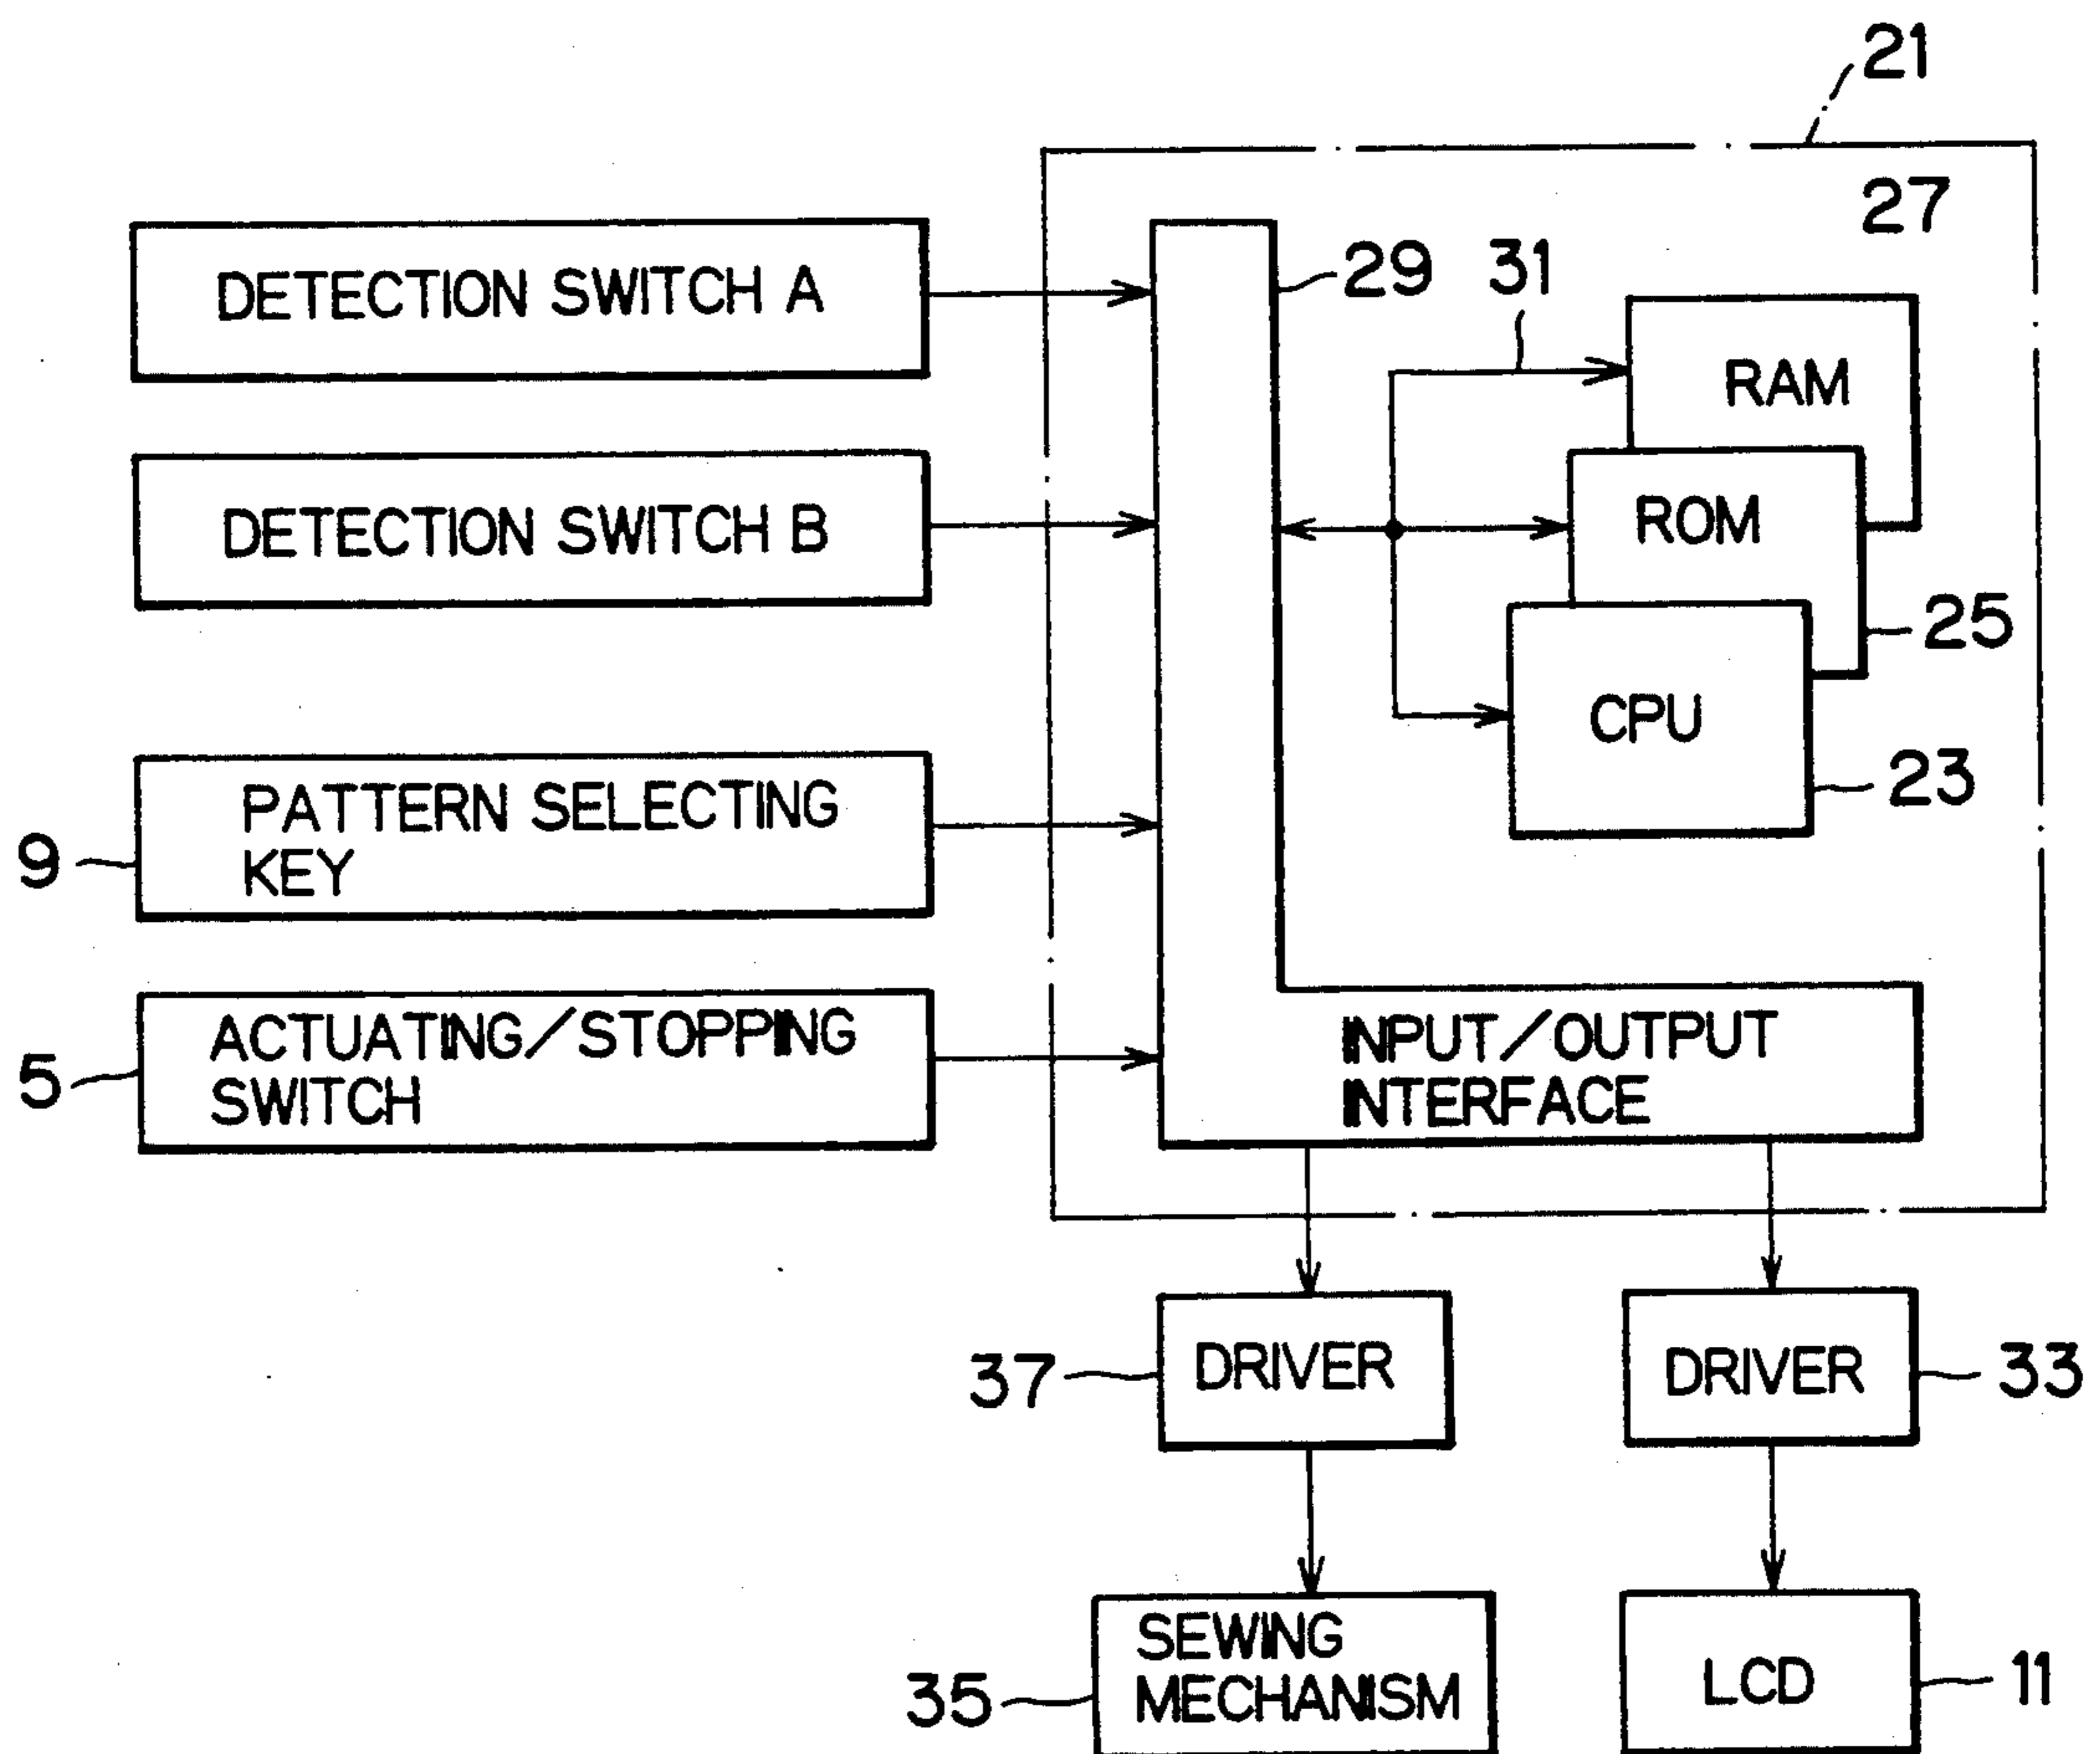 21
27
DETECTION SWITCH A
29
31
RAM
DETECTION SWITCH B
ROM
25
CPU
23
9
PATTERN SELECTING
KEY
5
ACTUATING/STOPPING
SWITCH
INPUT/OUTPUT
INTERFACE
37
DRIVER
DRIVER
33
35
SEWING
MECHANISM
LCD
11